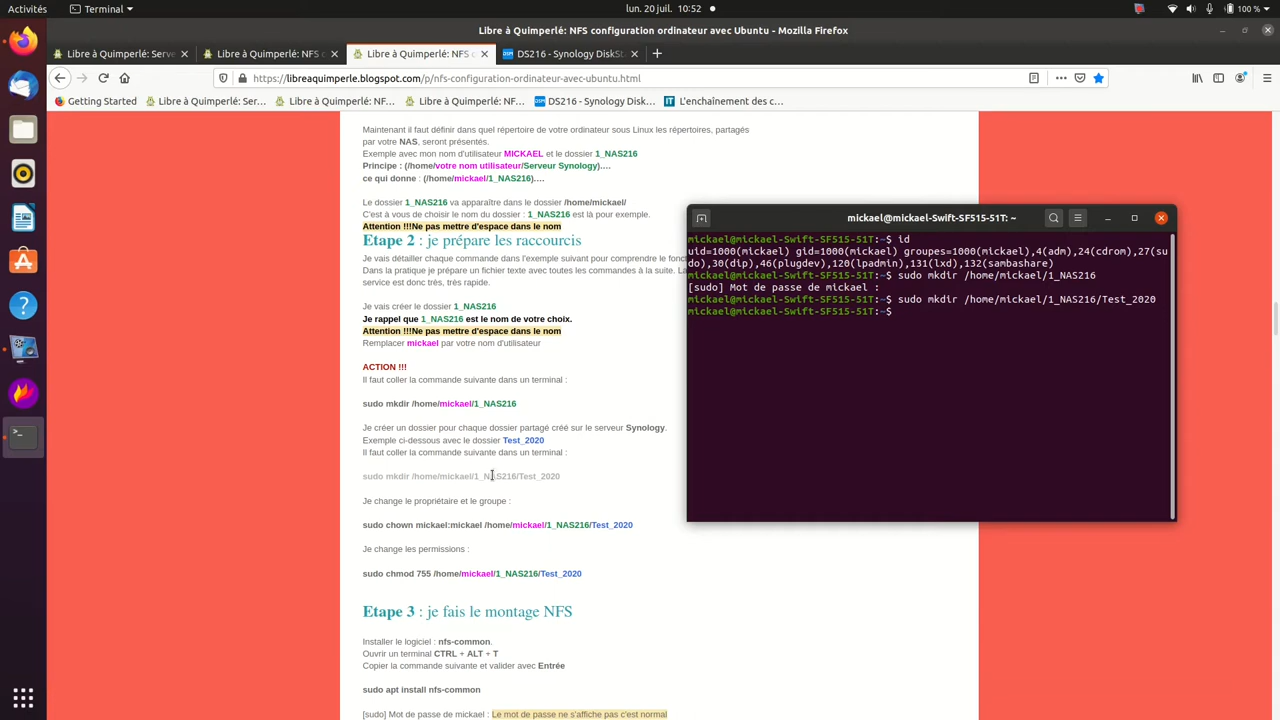 Terminal
lun. 20 juil. 10:52
100 %
Libre à Quimperlé: NFS configuration ordinateur avec Ubuntu - Mozilla Firefox
Libre à Quimperlé: Serve
Libre à Quimperlé: NFS c
Libre à Quimperlé: NFS c
DS216 - Synology DiskSta
https://libreaquimperle.blogspot.com/p/nfs-configuration-ordinateur-avec-ubuntu.html
Getting Started
Libre à Quimperlé: Ser…
Libre à Quimperlé: NF…
Libre à Quimperlé: NF…
DS216 - Synology Disk…
L'enchaînement des c…
Maintenant il faut définir dans quel répertoire de votre ordinateur sous Linux les répertoires, partagés
par votre NAS, seront présentés.
Exemple avec mon nom d'utilisateur MICKAEL et le dossier 1_NAS216
Principe : (/home/votre nom utilisateur/Serveur Synology)….
ce qui donne : (/home/mickael/1_NAS216)….
Le dossier 1_NAS216 va apparaître dans le dossier /home/mickael/
C'est à vous de choisir le nom du dossier : 1_NAS216 est là pour exemple.
Attention !!!Ne pas mettre d'espace dans le nom
Etape 2 : je prépare les raccourcis
Je vais détailler chaque commande dans l'exemple suivant pour comprendre le fonc
Dans la pratique je prépare un fichier texte avec toutes les commandes à la suite. La
service est donc très, très rapide.
Je vais créer le dossier 1_NAS216
Je rappel que 1_NAS216 est le nom de votre choix.
Attention !!!Ne pas mettre d'espace dans le nom
Remplacer mickael par votre nom d'utilisateur
ACTION !!!
Il faut coller la commande suivante dans un terminal :
sudo mkdir /home/mickael/1_NAS216
Je créer un dossier pour chaque dossier partagé créé sur le serveur Synology.
Exemple ci-dessous avec le dossier Test_2020
Il faut coller la commande suivante dans un terminal :
sudo mkdir /home/mickael/1_NAS216/Test_2020
Je change le propriétaire et le groupe :
sudo chown mickael:mickael /home/mickael/1_NAS216/Test_2020
Je change les permissions :
sudo chmod 755 /home/mickael/1_NAS216/Test_2020
Etape 3 : je fais le montage NFS
Installer le logiciel : nfs-common.
Ouvrir un terminal CTRL + ALT + T
Copier la commande suivante et valider avec Entrée
sudo apt install nfs-common
[sudo] Mot de passe de mickael : Le mot de passe ne s'affiche pas c'est normal
mickael@mickael-Swift-SF515-51T: ~
mickael@mickael-Swift-SF515-51T:~$ id
uid=1000(mickael) gid=1000(mickael) groupes=1000(mickael),4(adm),24(cdrom),27(su
do),30(dip),46(plugdev),120(lpadmin),131(lxd),132(sambashare)
mickael@mickael-Swift-SF515-51T:~$ sudo mkdir /home/mickael/1_NAS216
[sudo] Mot de passe de mickael :
mickael@mickael-Swift-SF515-51T:~$ sudo mkdir /home/mickael/1_NAS216/Test_2020
mickael@mickael-Swift-SF515-51T:~$